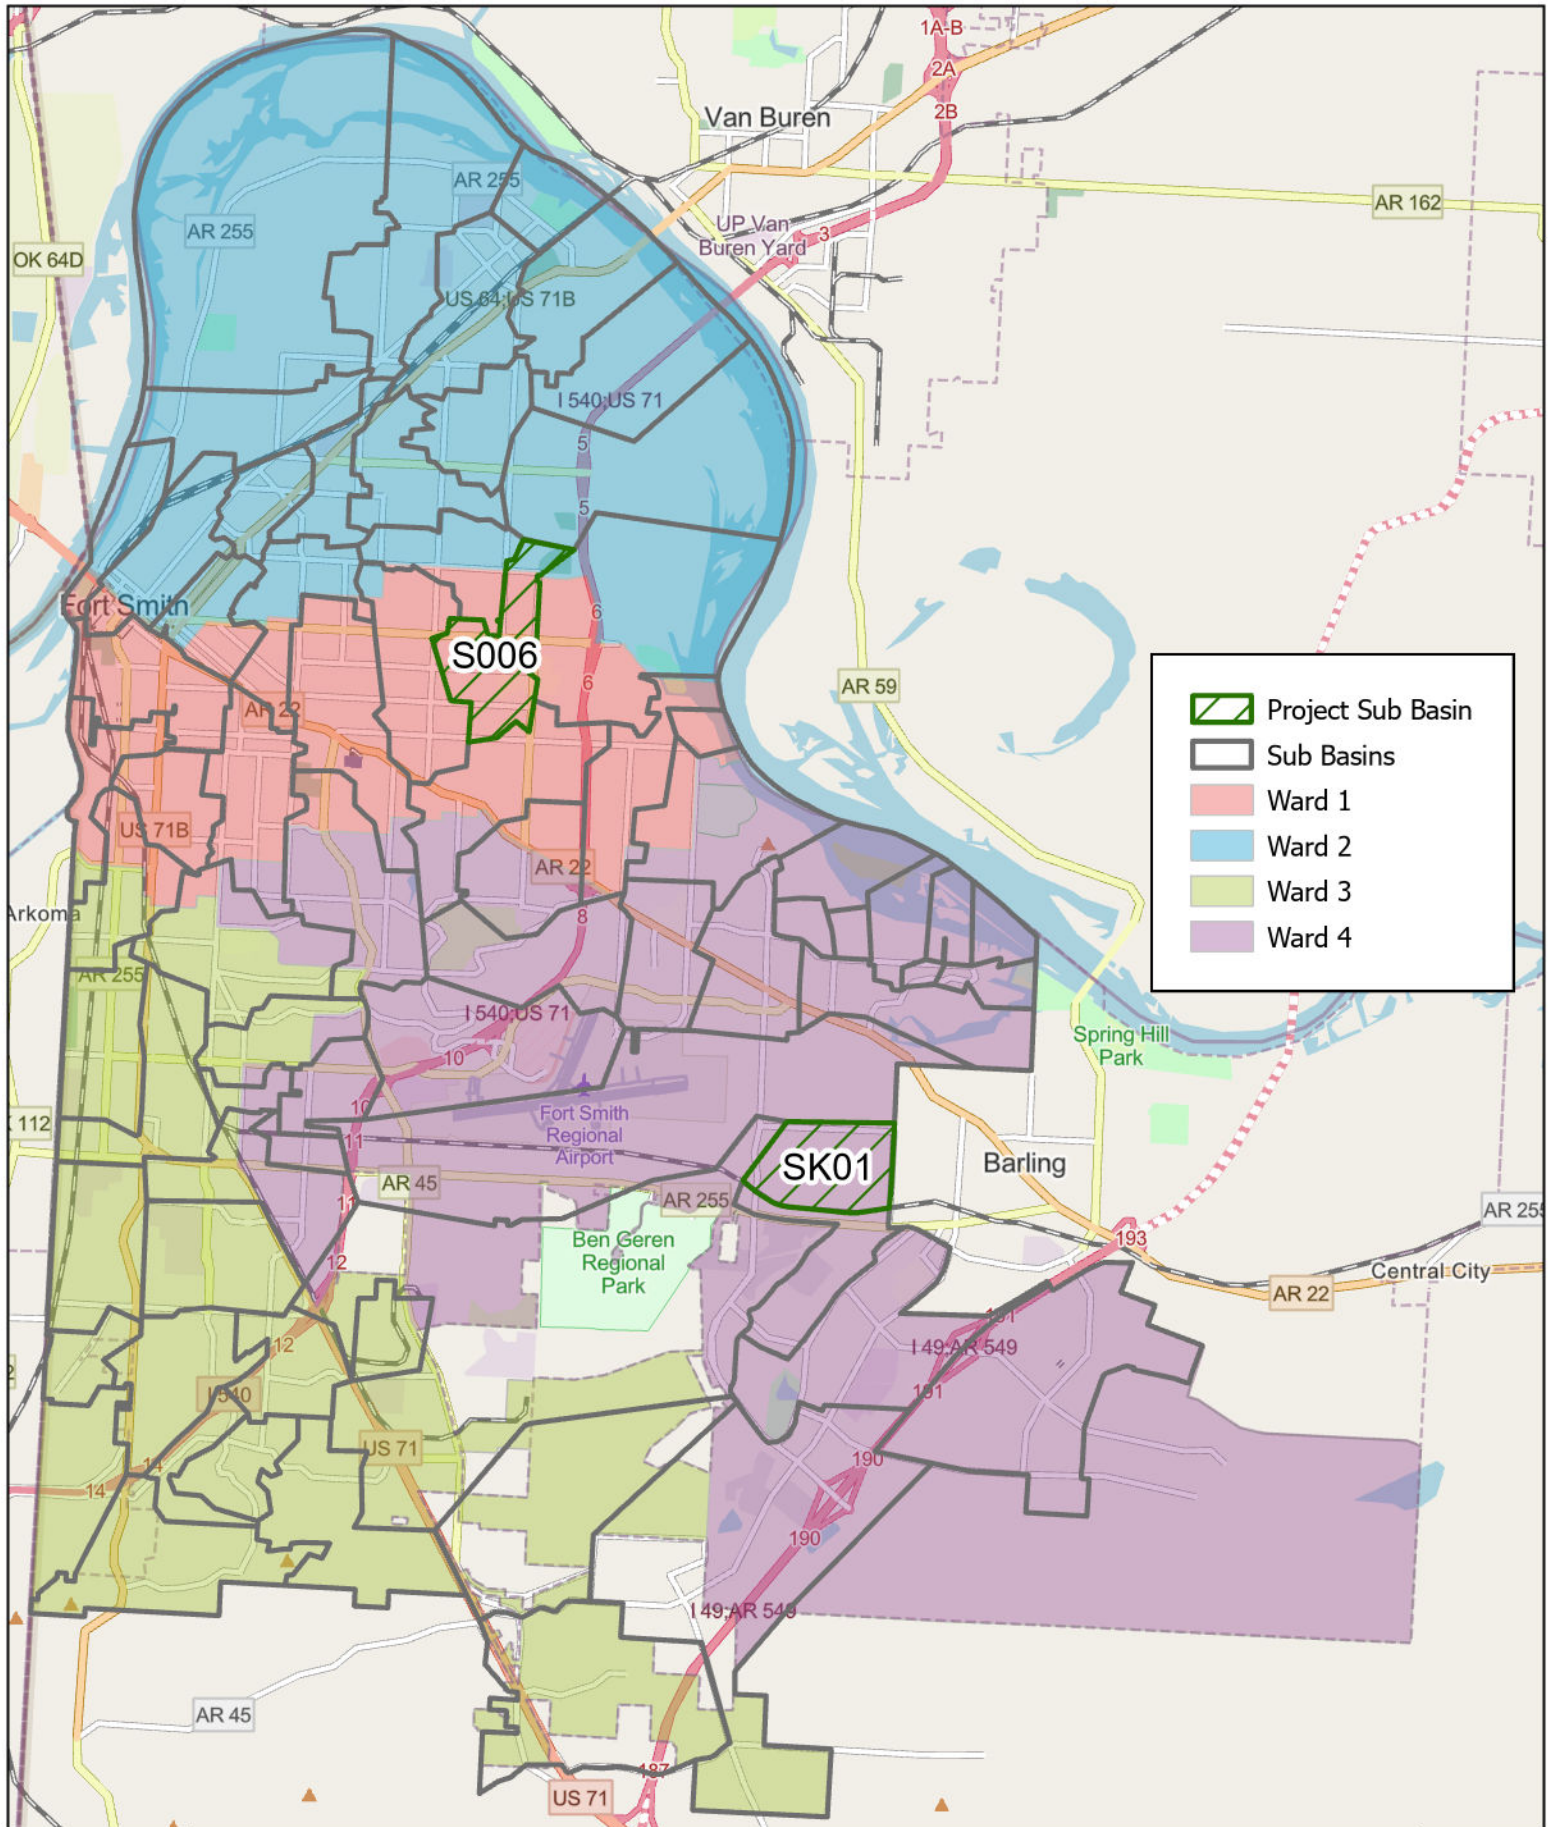 1A-B
2A
2B
Van Buren
AR 255
AR 162
AR 255
UP Van
Buren Yard
3
OK 64D
US 64;US 71B
I 540;US 71
5
5
Fort Smith
6
S006
6
AR 59
AR 22
Project Sub Basin
Sub Basins
Ward 1
Ward 2
Ward 3
Ward 4
US 71B
AR 22
Arkoma
8
AR 255
I 540;US 71
Spring Hill
Park
10
10
Fort Smith
Regional
Airport
112
11
SK01
Barling
AR 45
AR 255
11
AR 255
Ben Geren
Regional
Park
193
12
Central City
AR 22
12
191
I 49;AR 549
191
I 540
US 71
14
14
190
190
I 49;AR 549
AR 45
187
US 71